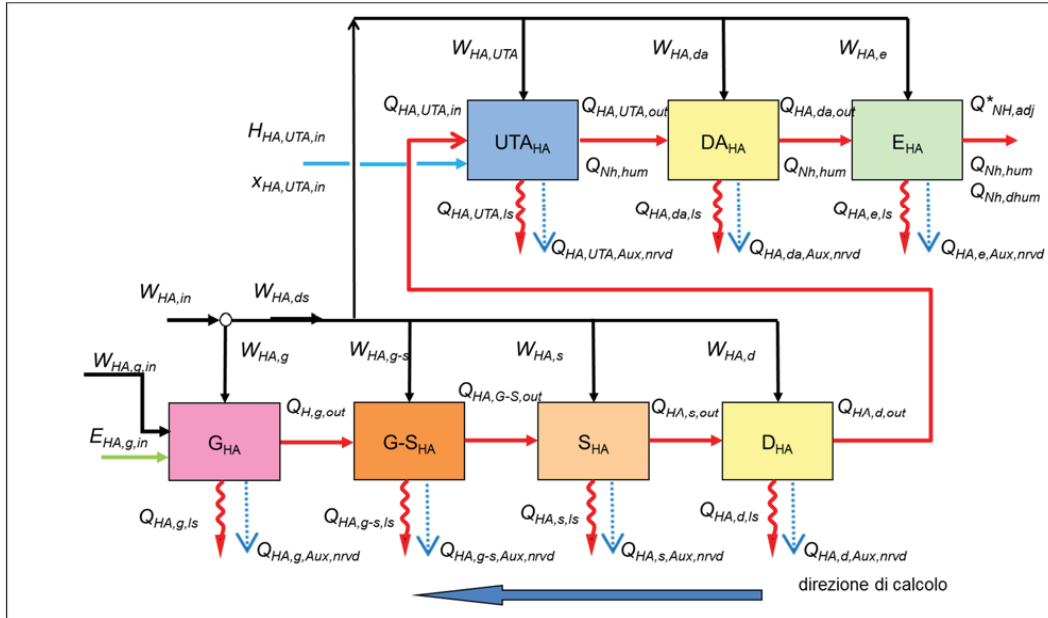 W_HA,UTA W_HA,da W_HA,e
Q_HA,UTA,in Q_HA,UTA,out Q_HA,da,out Q*_NH,adj
H_HA,UTA,in
UTA_HA DA_HA E_HA
x_HA,UTA,in
Q_Nh,hum Q_Nh,hum Q_Nh,hum
Q_Nh,dhum
Q_HA,UTA,ls Q_HA,da,ls Q_HA,e,ls
Q_HA,UTA,Aux,nrvd Q_HA,da,Aux,nrvd Q_HA,e,Aux,nrvd
W_HA,in W_HA,ds
W_HA,g W_HA,g-s W_HA,s W_HA,d
W_HA,g,in
Q_H,g,out Q_HA,G-S,out Q_HA,s,out Q_HA,d,out
E_HA,g,in
G_HA G-S_HA S_HA D_HA
Q_HA,g,ls Q_HA,g-s,ls Q_HA,s,ls Q_HA,d,ls
Q_HA,g,Aux,nrvd Q_HA,g-s,Aux,nrvd Q_HA,s,Aux,nrvd Q_HA,d,Aux,nrvd
direzione di calcolo